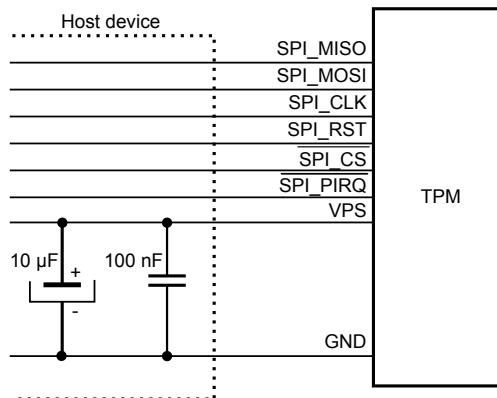 Host device
SPI_MISO
SPI_MOSI
SPI_CLK
SPI_RST
SPI_CS
SPI_PIRQ
VPS
TPM
10 µF
+
-
100 nF
GND